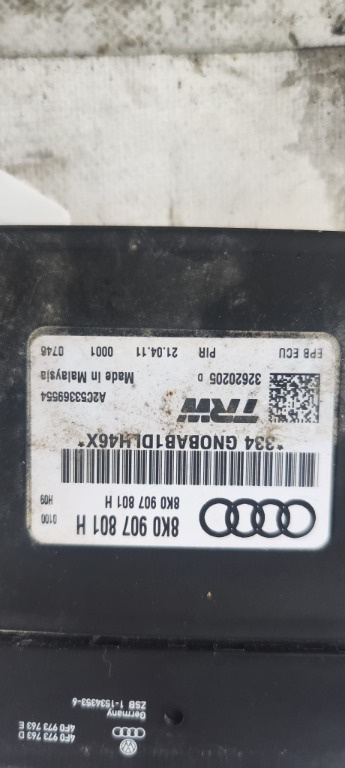 8K0 907 801 H
0100
H09
8K0 907 801 H
*334 GNOBAB1DLH46X*
TRW
A2C53369554
32620205 D
Made in Malaysia
EPB ECU
PIR
21.04.11
0001
0746
4F0 973 763 D
4F0 973 763 E
ZSB 1-1534353-6
Germany